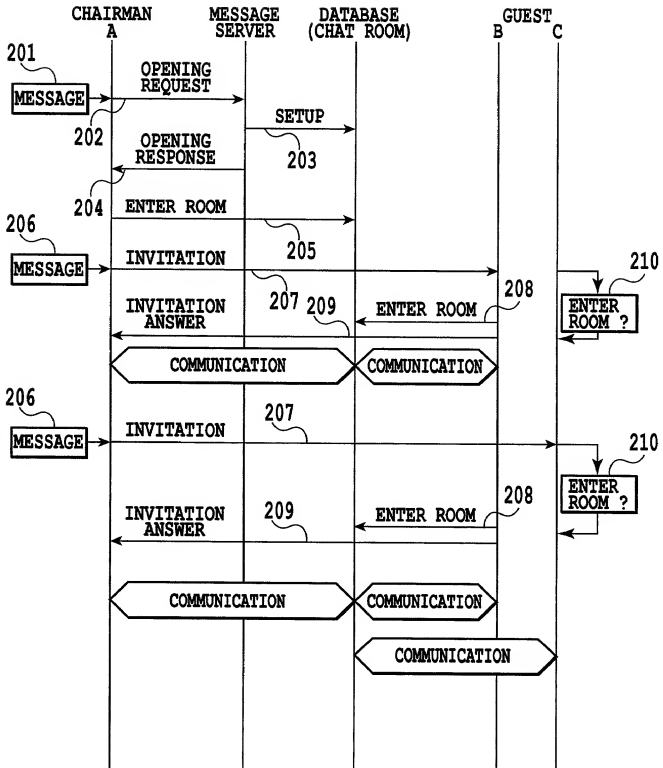 CHAIRMAN
A
MESSAGE
SERVER
DATABASE
(CHAT ROOM)
GUEST
B C
201
MESSAGE
OPENING
REQUEST
202
SETUP
203
OPENING
RESPONSE
204
ENTER ROOM
205
206
MESSAGE
INVITATION
207
210
ENTER
ROOM ?
208
ENTER ROOM
209
INVITATION
ANSWER
COMMUNICATION
COMMUNICATION
206
MESSAGE
INVITATION
207
210
ENTER
ROOM ?
208
ENTER ROOM
209
INVITATION
ANSWER
COMMUNICATION
COMMUNICATION
COMMUNICATION